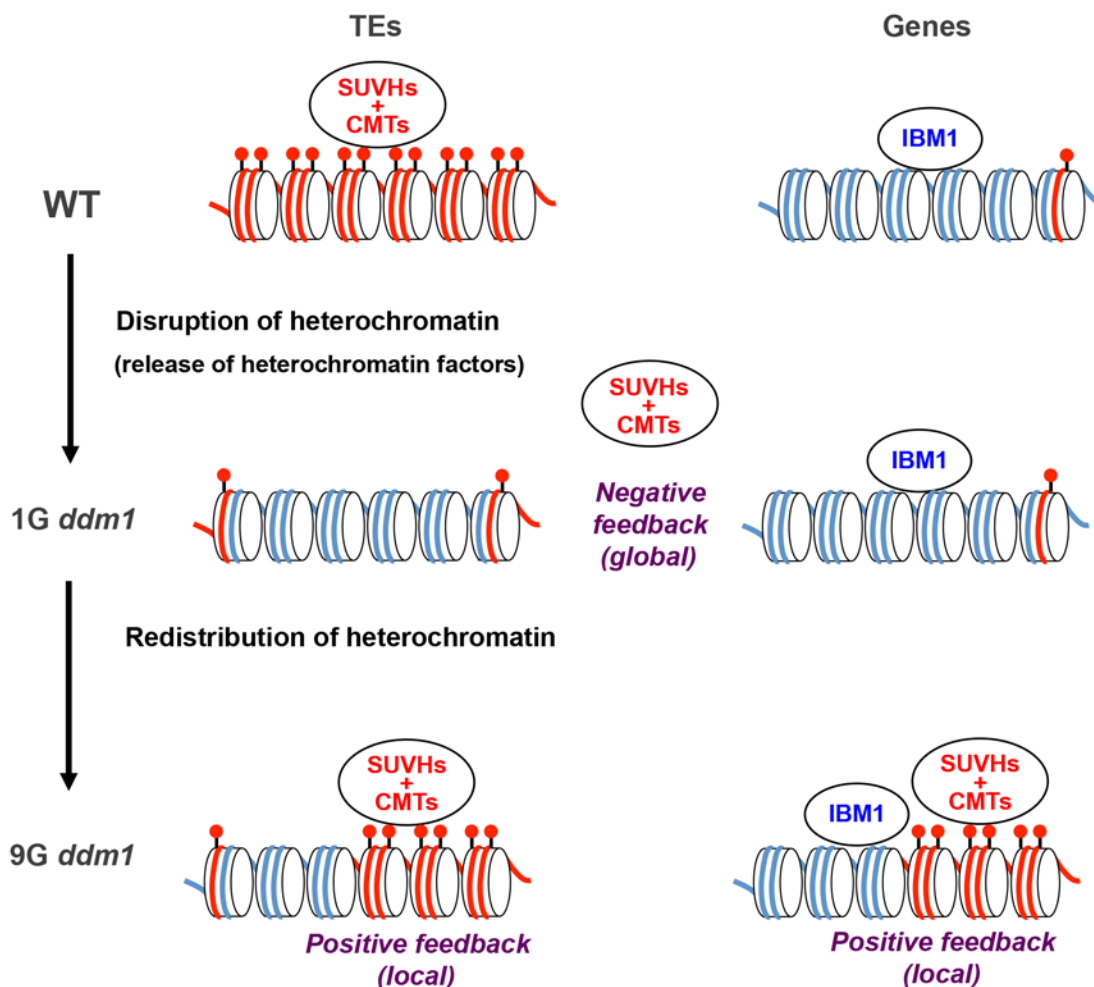 TEs
Genes
SUVHs
+
CMTs
IBM1
WT
Disruption of heterochromatin
(release of heterochromatin factors)
SUVHs
+
CMTs
IBM1
1G ddm1
Negative
feedback
(global)
Redistribution of heterochromatin
SUVHs
+
CMTs
IBM1
SUVHs
+
CMTs
9G ddm1
Positive feedback
(local)
Positive feedback
(local)